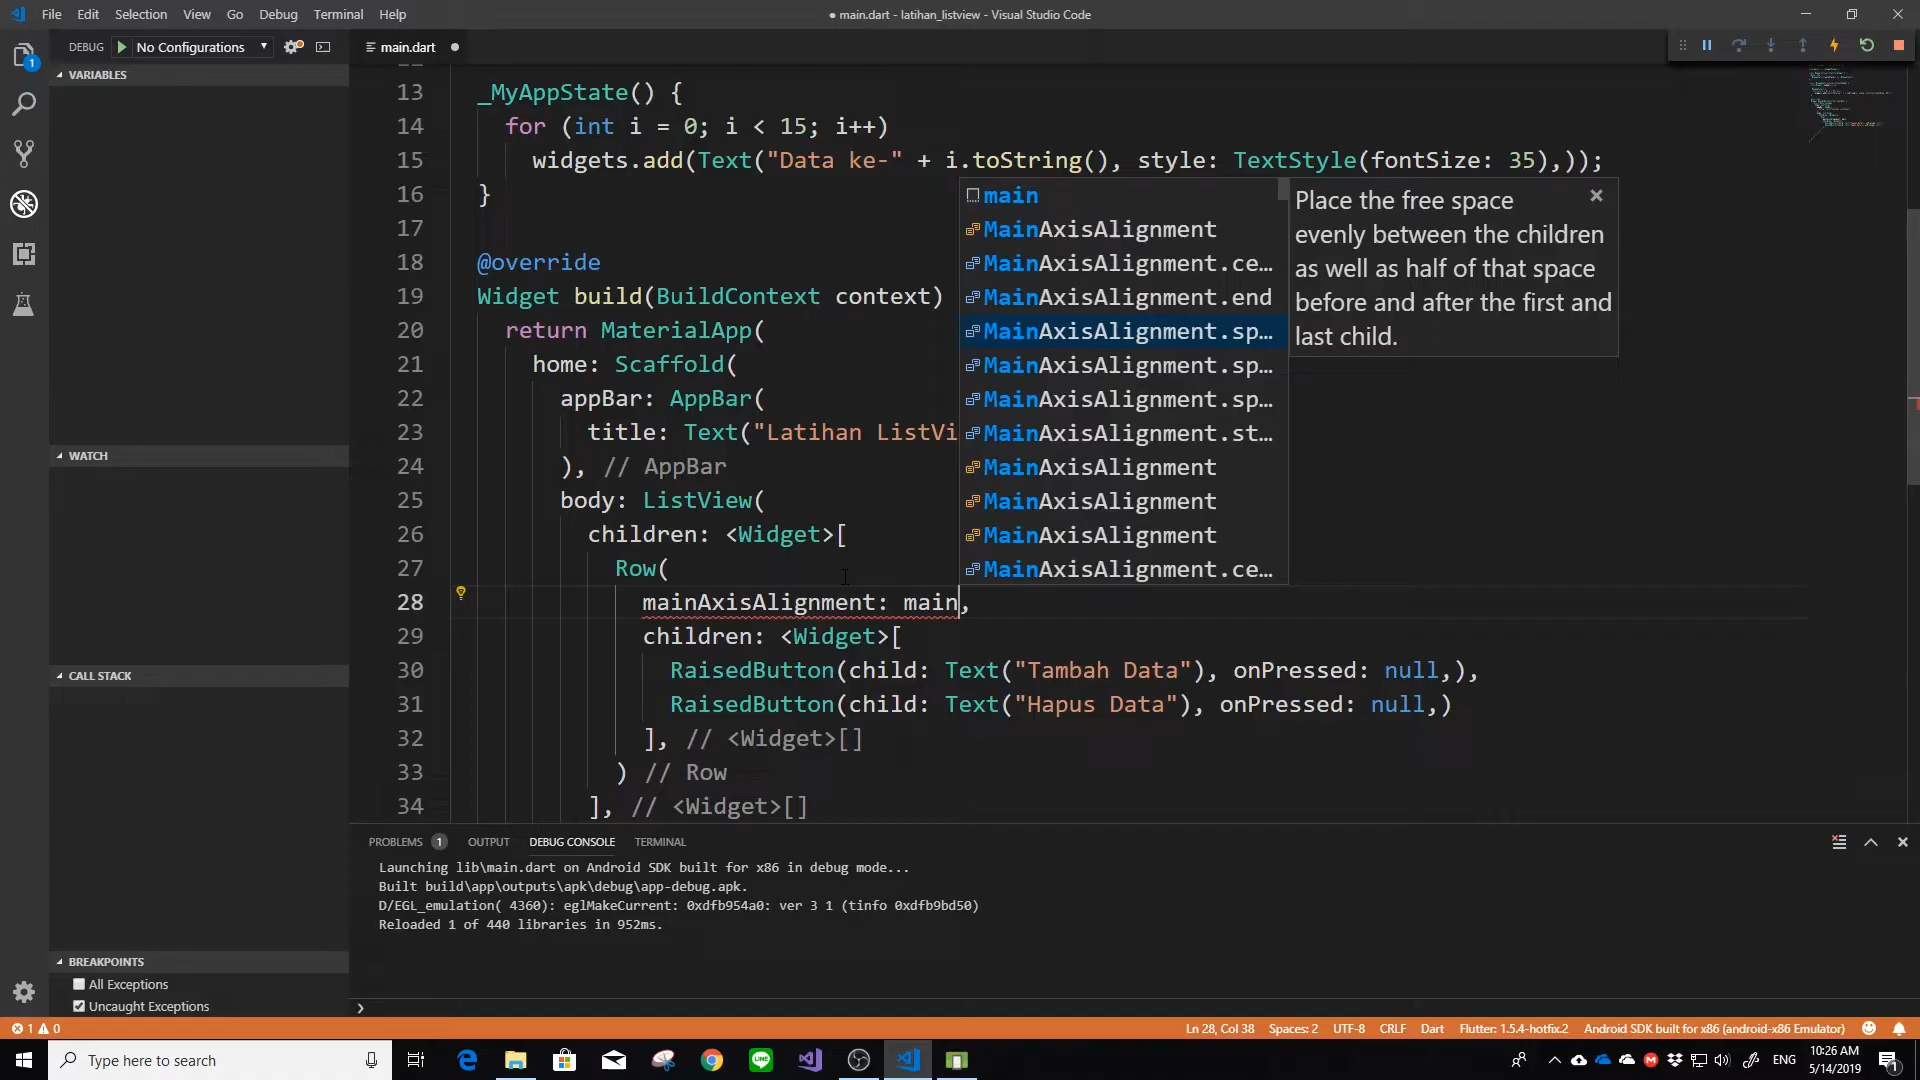 File Edit Selection View Go Debug Terminal Help
● main.dart - latihan_listview - Visual Studio Code
DEBUG No Configurations
main.dart ●
1
VARIABLES
WATCH
CALL STACK
BREAKPOINTS
All Exceptions
Uncaught Exceptions
13 _MyAppState() {
14 for (int i = 0; i < 15; i++)
15 widgets.add(Text("Data ke-" + i.toString(), style: TextStyle(fontSize: 35),));
16 }
17
18 @override
19 Widget build(BuildContext context)
20 return MaterialApp(
21 home: Scaffold(
22 appBar: AppBar(
23 title: Text("Latihan ListVi
24 ), // AppBar
25 body: ListView(
26 children: <Widget>[
27 Row(
28 mainAxisAlignment: main,
29 children: <Widget>[
30 RaisedButton(child: Text("Tambah Data"), onPressed: null,),
31 RaisedButton(child: Text("Hapus Data"), onPressed: null,)
32 ], // <Widget>[]
33 ) // Row
34 ], // <Widget>[]
main
MainAxisAlignment
MainAxisAlignment.ce...
MainAxisAlignment.end
MainAxisAlignment.sp...
MainAxisAlignment.sp...
MainAxisAlignment.sp...
MainAxisAlignment.st...
MainAxisAlignment
MainAxisAlignment
MainAxisAlignment
MainAxisAlignment.ce...
Place the free space
evenly between the children
as well as half of that space
before and after the first and
last child.
PROBLEMS 1 OUTPUT DEBUG CONSOLE TERMINAL
Launching lib\main.dart on Android SDK built for x86 in debug mode...
Built build\app\outputs\apk\debug\app-debug.apk.
D/EGL_emulation( 4360): eglMakeCurrent: 0xdfb954a0: ver 3 1 (tinfo 0xdfb9bd50)
Reloaded 1 of 440 libraries in 952ms.
1 0
Ln 28, Col 38 Spaces: 2 UTF-8 CRLF Dart Flutter: 1.5.4-hotfix.2 Android SDK built for x86 (android-x86 Emulator)
Type here to search
ENG
10:26 AM
5/14/2019
1